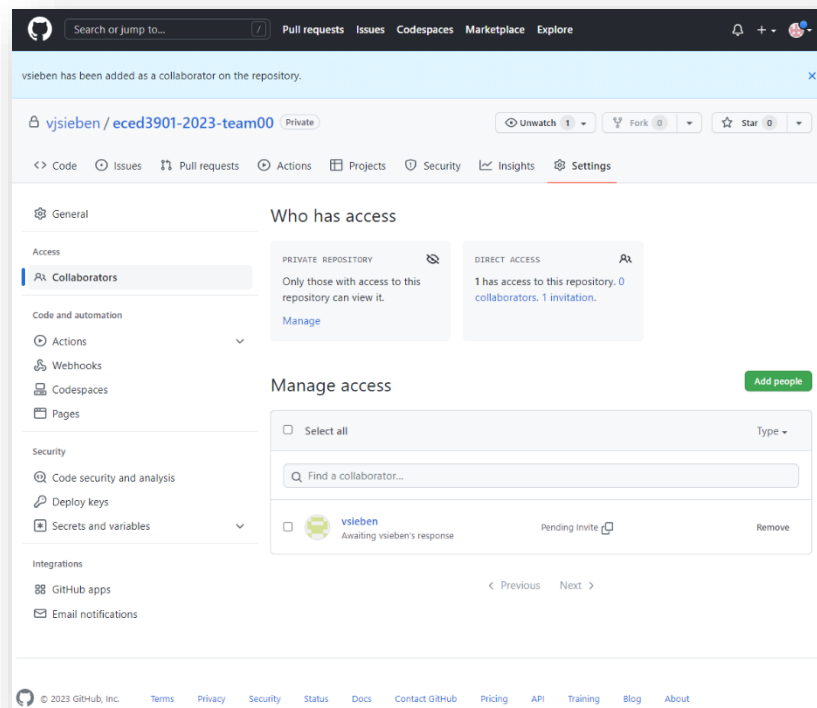 Search or jump to... / Pull requests Issues Codespaces Marketplace Explore
vsieben has been added as a collaborator on the repository.
vjsieben / eced3901-2023-team00 Private Unwatch 1 Fork 0 Star 0
Code Issues Pull requests Actions Projects Security Insights Settings
General
Access
Collaborators
Code and automation
Actions
Webhooks
Codespaces
Pages
Security
Code security and analysis
Deploy keys
Secrets and variables
Integrations
GitHub apps
Email notifications
Who has access
PRIVATE REPOSITORY
Only those with access to this
repository can view it.
Manage
DIRECT ACCESS
1 has access to this repository. 0
collaborators. 1 invitation.
Manage access
Add people
Select all Type
Find a collaborator...
vsieben
Awaiting vsieben's response
Pending Invite
Remove
Previous Next
© 2023 GitHub, Inc. Terms Privacy Security Status Docs Contact GitHub Pricing API Training Blog About